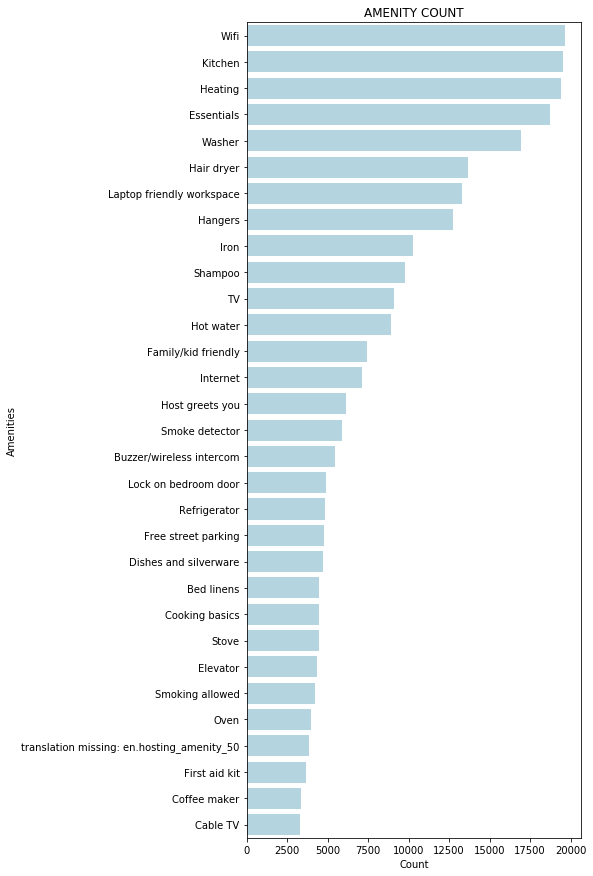 AMENITY COUNT
Wifi
Kitchen
Heating
Essentials
Washer
Hair dryer
Laptop friendly workspace
Hangers
Iron
Shampoo
TV
Hot water
Family/kid friendly
Internet
Host greets you
Smoke detector
Buzzer/wireless intercom
Lock on bedroom door
Refrigerator
Free street parking
Dishes and silverware
Bed linens
Cooking basics
Stove
Elevator
Smoking allowed
Oven
translation missing: en.hosting_amenity_50
First aid kit
Coffee maker
Cable TV
Amenities
0 2500 5000 7500 10000 12500 15000 17500 20000
Count